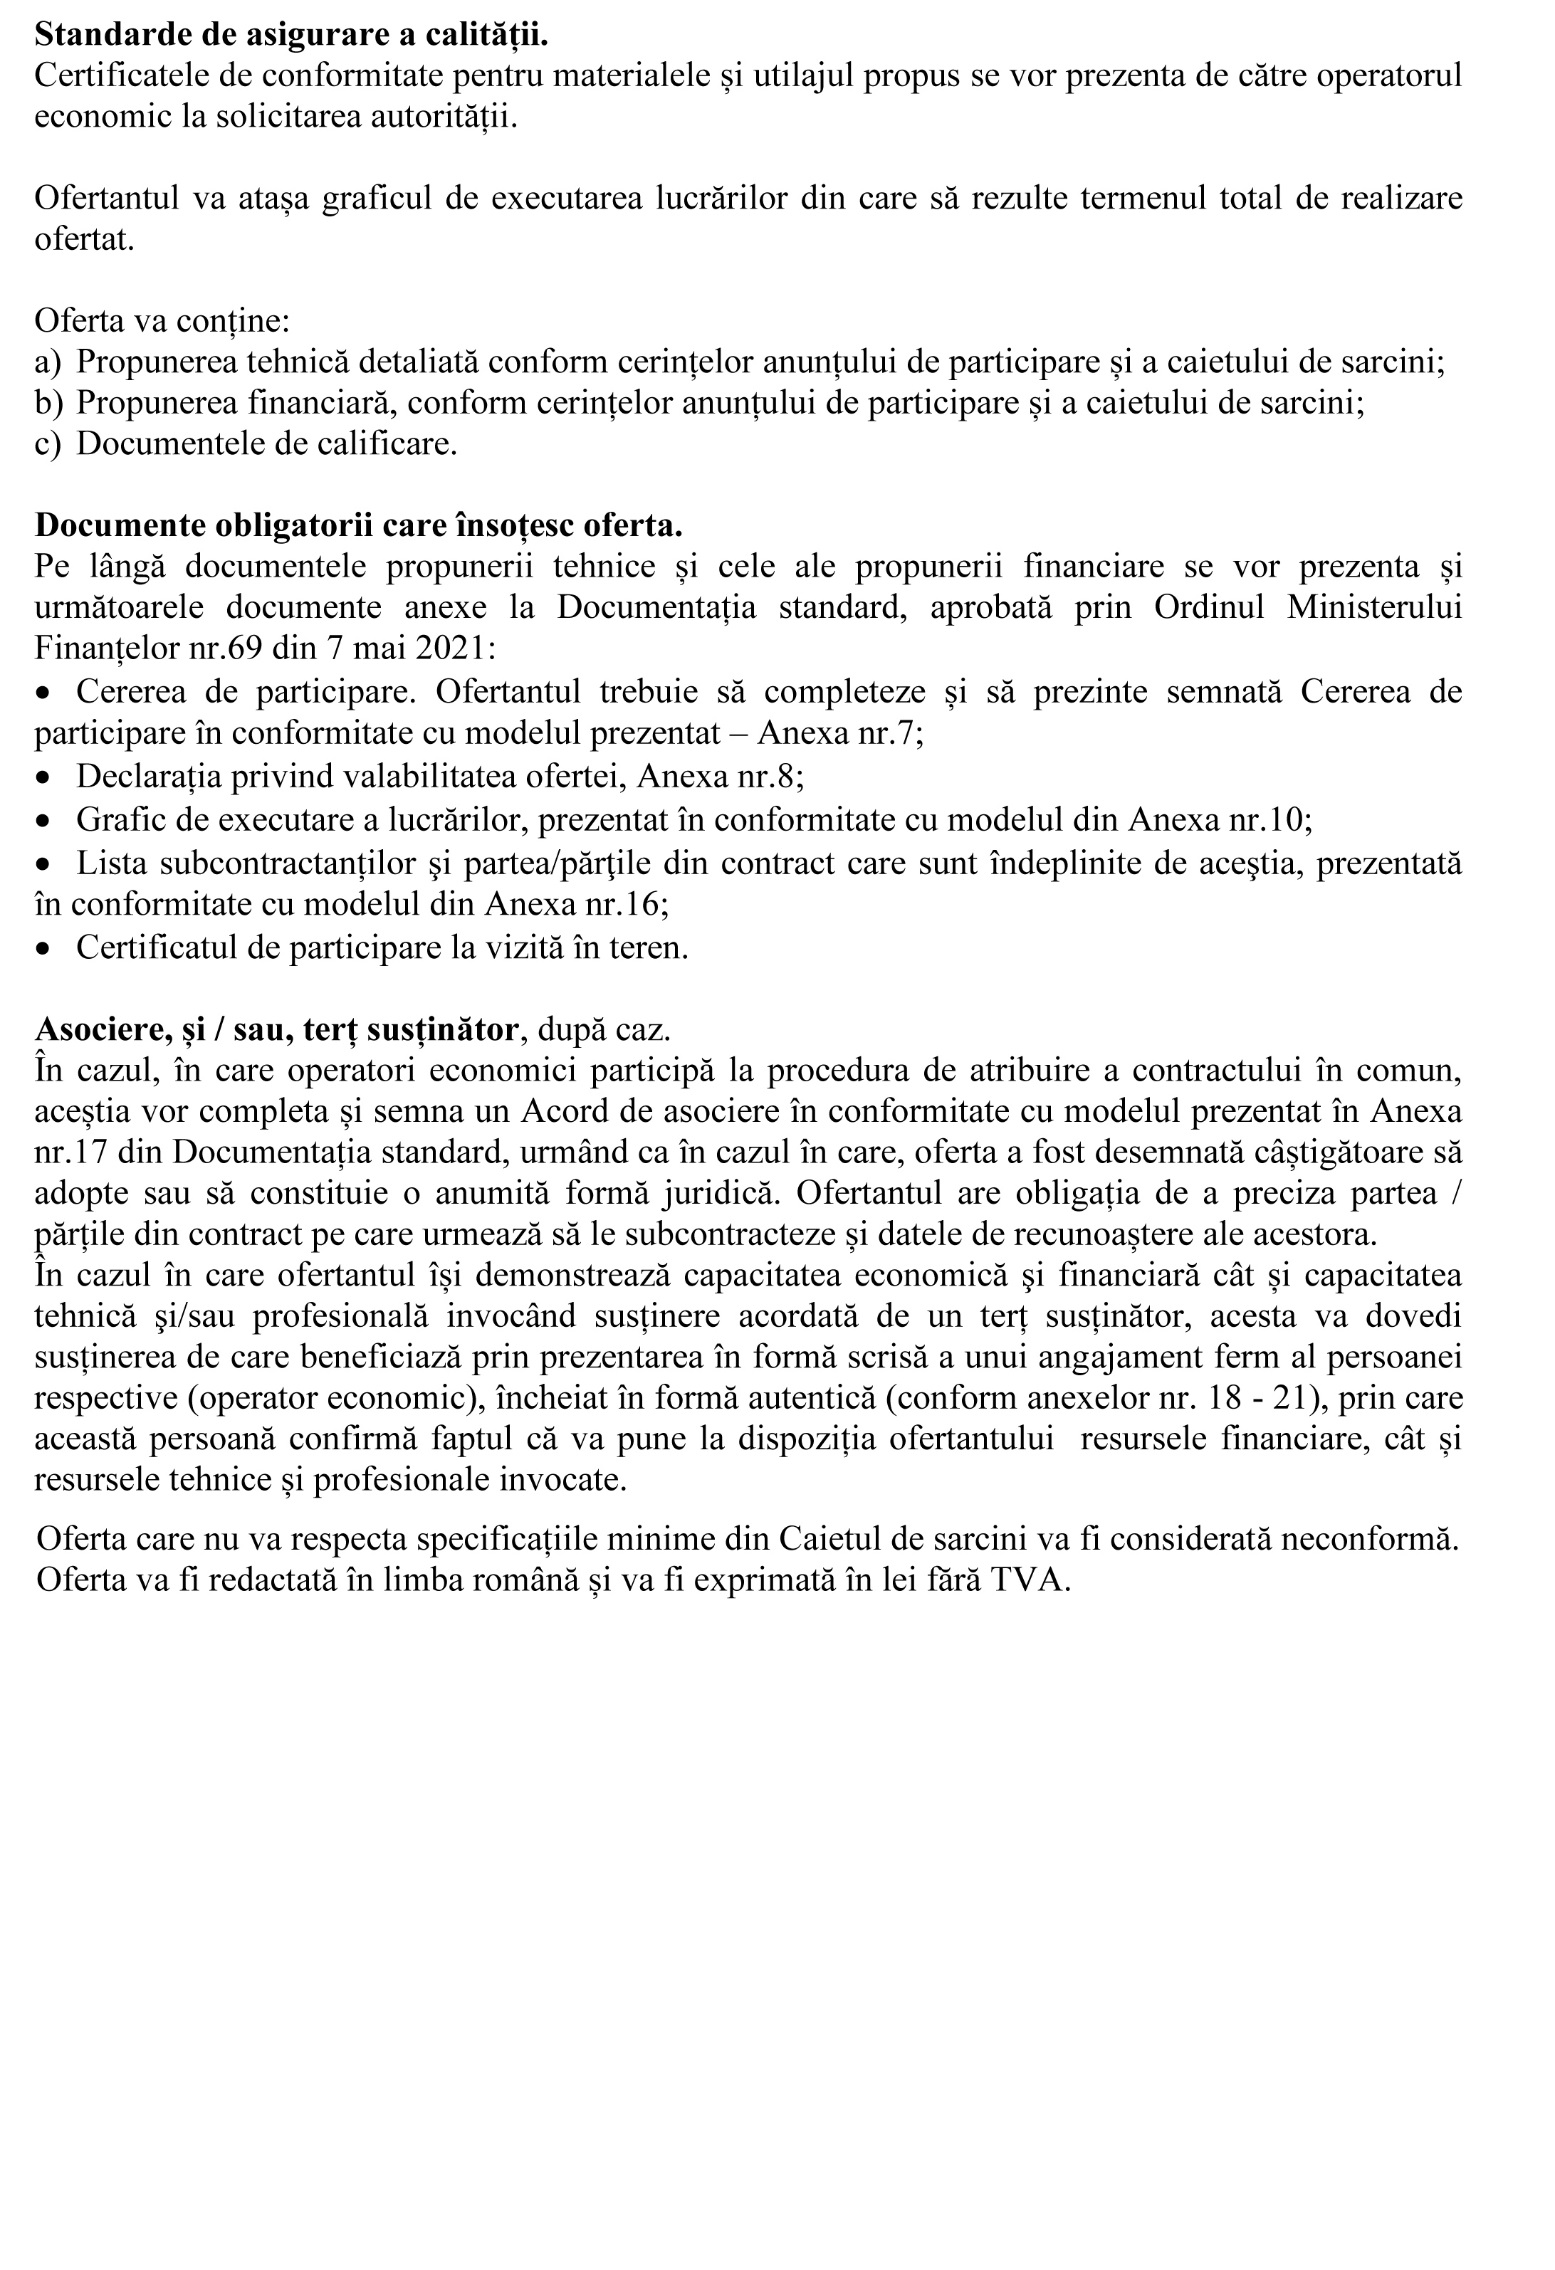 Standarde de asigurare a calității.
Certificatele de conformitate pentru materialele și utilajul propus se vor prezenta de către operatorul
economic la solicitarea autorității.
Ofertantul va atașa graficul de executarea lucrărilor din care să rezulte termenul total de realizare
ofertat.
Oferta va conține:
a) Propunerea tehnică detaliată conform cerințelor anunțului de participare și a caietului de sarcini;
b) Propunerea financiară, conform cerințelor anunțului de participare și a caietului de sarcini;
c) Documentele de calificare.
Documente obligatorii care însoțesc oferta.
Pe lângă documentele propunerii tehnice și cele ale propunerii financiare se vor prezenta și
următoarele documente anexe la Documentația standard, aprobată prin Ordinul Ministerului
Finanțelor nr.69 din 7 mai 2021:
• Cererea de participare. Ofertantul trebuie să completeze și să prezinte semnată Cererea de
participare în conformitate cu modelul prezentat – Anexa nr.7;
• Declarația privind valabilitatea ofertei, Anexa nr.8;
• Grafic de executare a lucrărilor, prezentat în conformitate cu modelul din Anexa nr.10;
• Lista subcontractanților şi partea/părţile din contract care sunt îndeplinite de aceştia, prezentată
în conformitate cu modelul din Anexa nr.16;
• Certificatul de participare la vizită în teren.
Asociere, și / sau, terț susținător, după caz.
În cazul, în care operatori economici participă la procedura de atribuire a contractului în comun,
aceștia vor completa și semna un Acord de asociere în conformitate cu modelul prezentat în Anexa
nr.17 din Documentația standard, urmând ca în cazul în care, oferta a fost desemnată câștigătoare să
adopte sau să constituie o anumită formă juridică. Ofertantul are obligația de a preciza partea /
părțile din contract pe care urmează să le subcontracteze și datele de recunoaștere ale acestora.
În cazul în care ofertantul își demonstrează capacitatea economică şi financiară cât și capacitatea
tehnică şi/sau profesională invocând susținere acordată de un terț susținător, acesta va dovedi
susținerea de care beneficiază prin prezentarea în formă scrisă a unui angajament ferm al persoanei
respective (operator economic), încheiat în formă autentică (conform anexelor nr. 18 - 21), prin care
această persoană confirmă faptul că va pune la dispoziția ofertantului resursele financiare, cât și
resursele tehnice și profesionale invocate.
Oferta care nu va respecta specificațiile minime din Caietul de sarcini va fi considerată neconformă.
Oferta va fi redactată în limba română și va fi exprimată în lei fără TVA.